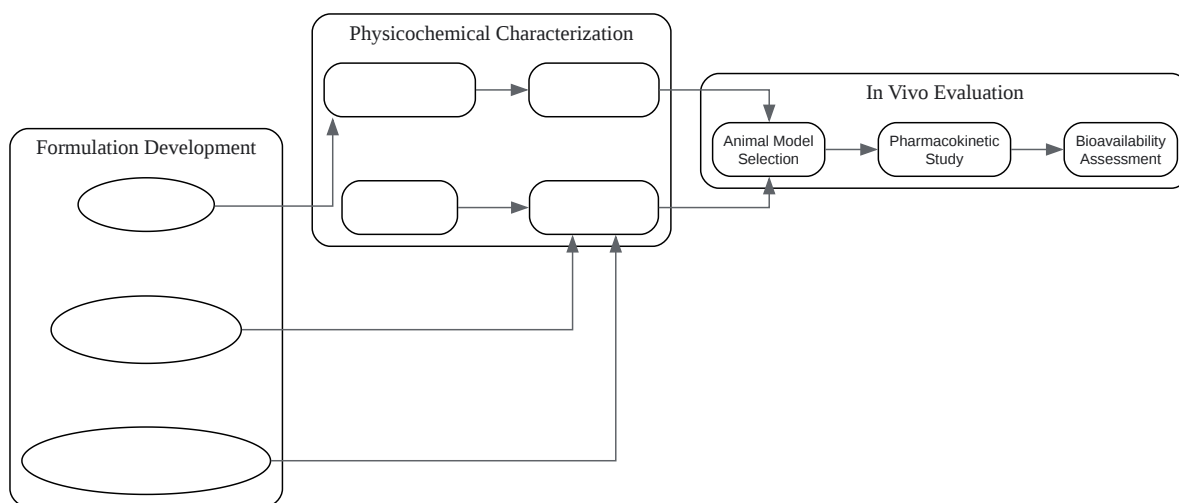 Physicochemical Characterization
In Vivo Evaluation
Formulation Development
Animal Model
Selection
Pharmacokinetic
Study
Bioavailability
Assessment